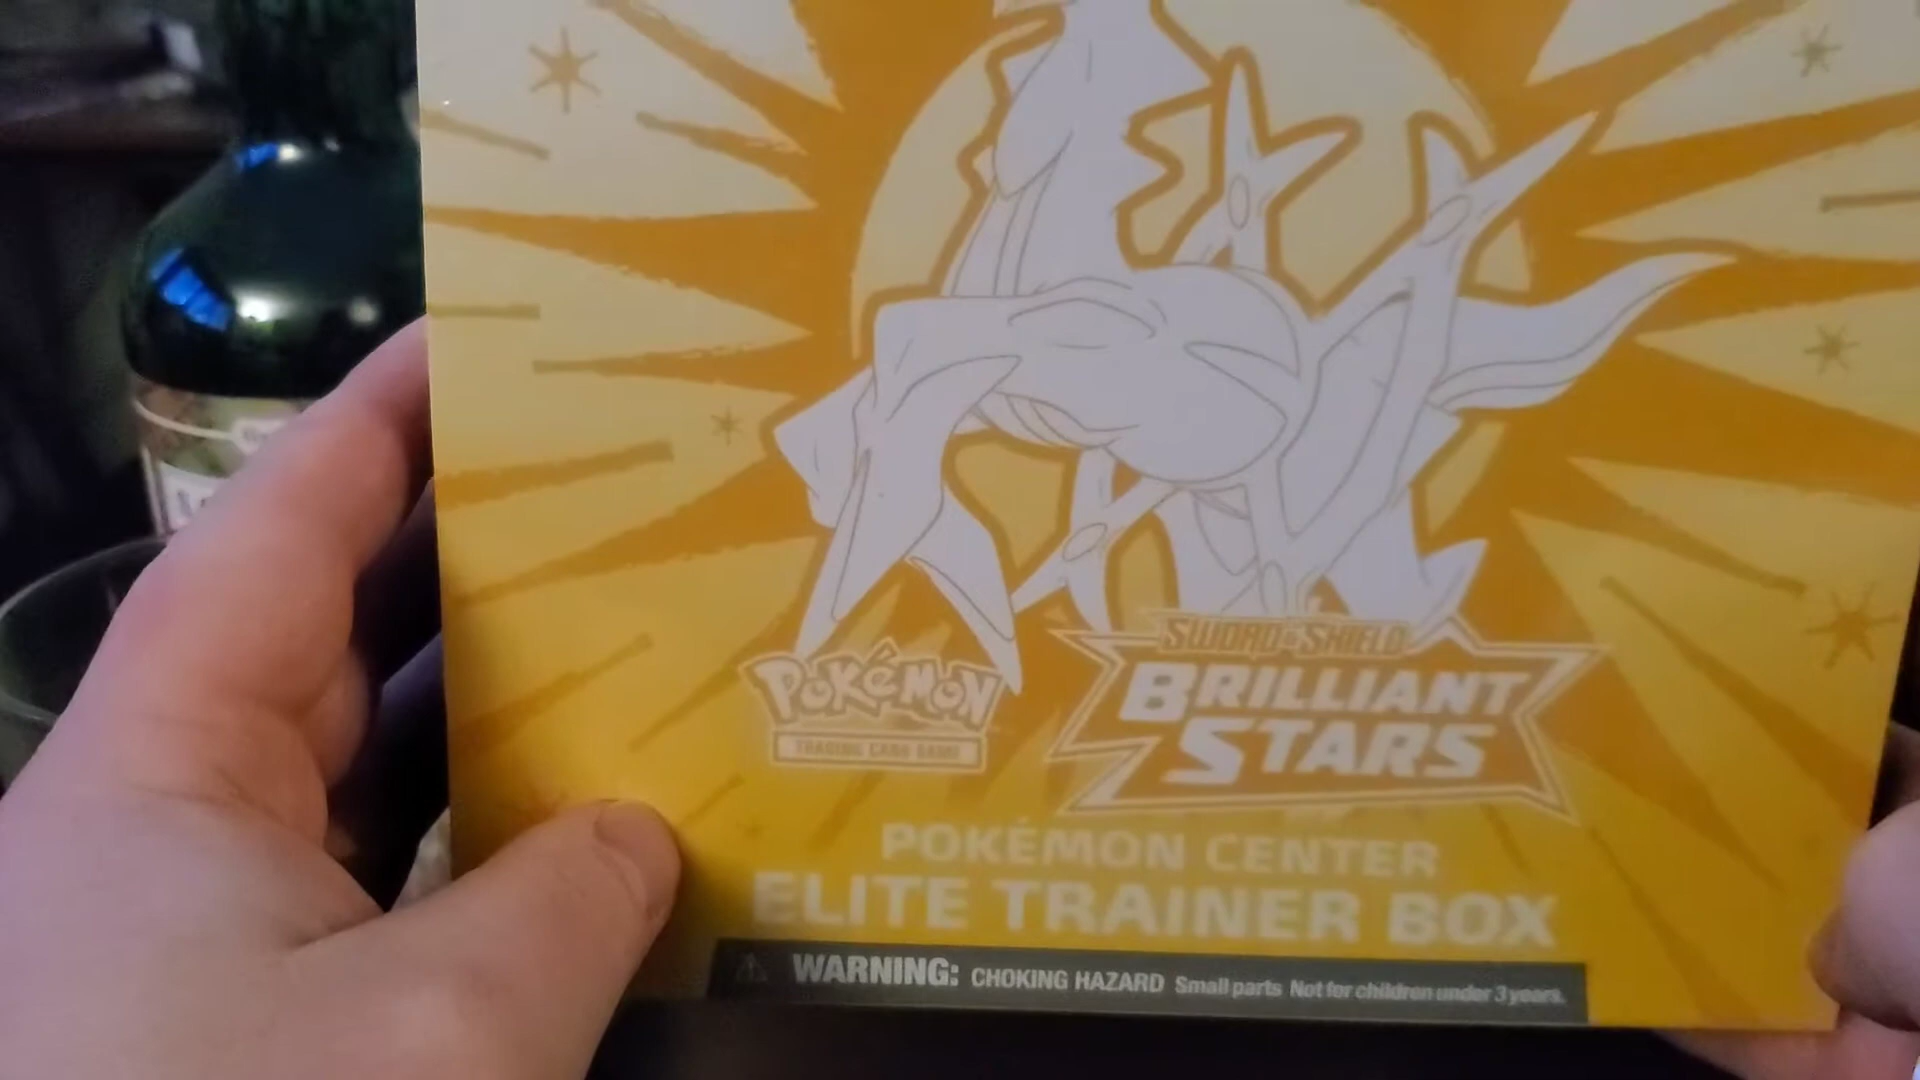 SWORD & SHIELD
POKéMON
BRILLIANT
STARS
TRADING CARD GAME
POKÉMON CENTER
ELITE TRAINER BOX
WARNING: CHOKING HAZARD Small parts Not for children under 3 years.